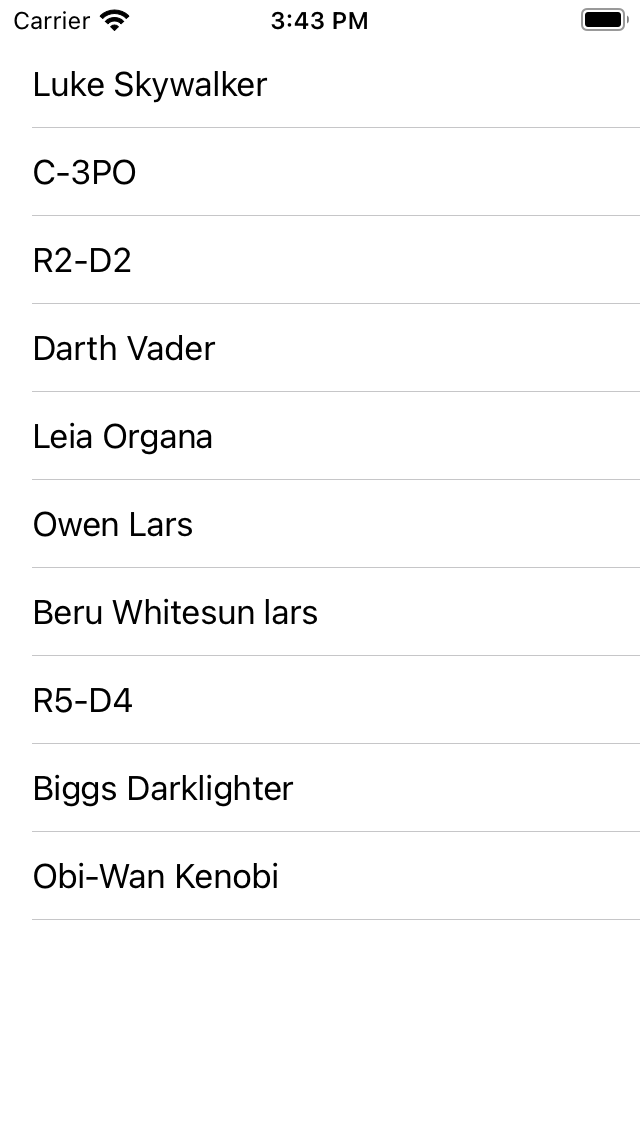 Carrier 3:43 PM
Luke Skywalker
C-3PO
R2-D2
Darth Vader
Leia Organa
Owen Lars
Beru Whitesun lars
R5-D4
Biggs Darklighter
Obi-Wan Kenobi